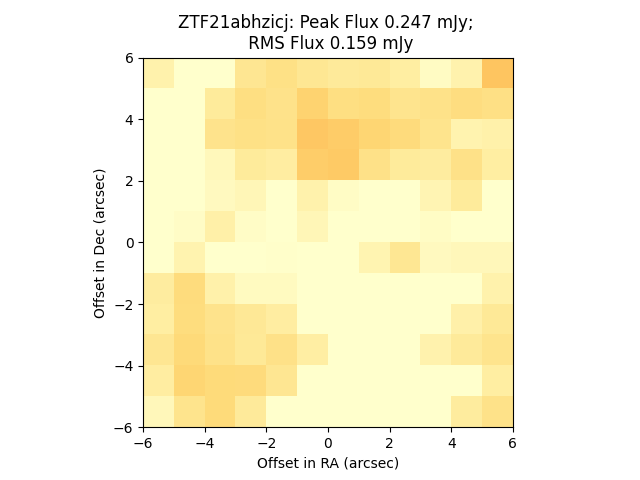 ZTF21abhzicj: Peak Flux 0.247 mJy;
RMS Flux 0.159 mJy
6
4
2
0
−2
−4
−6
Offset in Dec (arcsec)
−6 −4 −2 0 2 4 6
Offset in RA (arcsec)